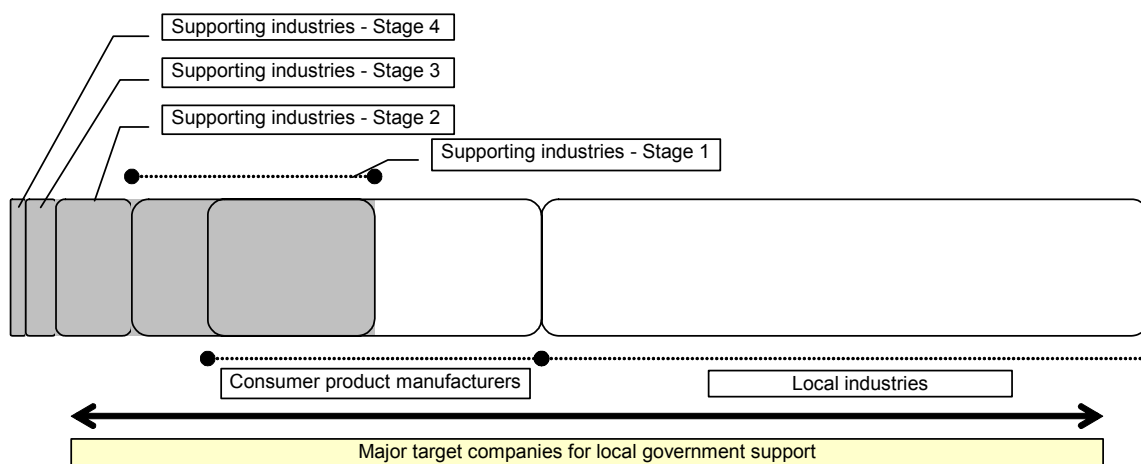 Supporting industries - Stage 4
Supporting industries - Stage 3
Supporting industries - Stage 2
Supporting industries - Stage 1
Consumer product manufacturers
Local industries
Major target companies for local government support